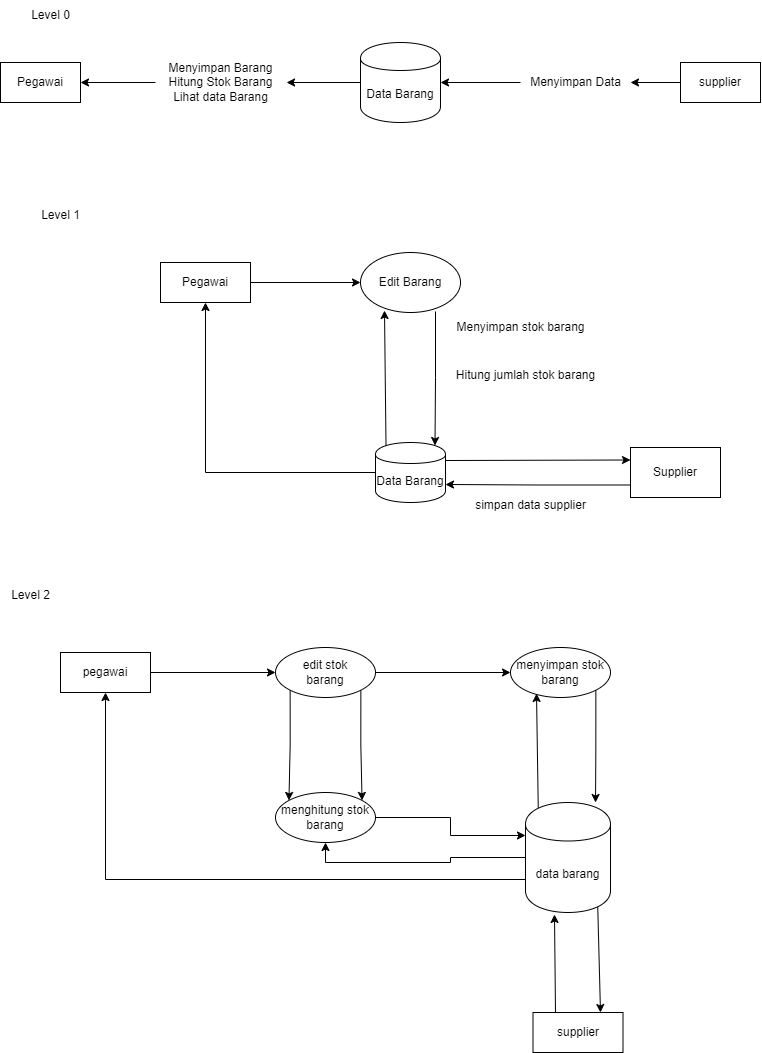 Level 0
Pegawai
Menyimpan Barang
Hitung Stok Barang
Lihat data Barang
Data Barang
Menyimpan Data
supplier
Level 1
Pegawai
Edit Barang
Menyimpan stok barang
Hitung jumlah stok barang
Data Barang
Supplier
simpan data supplier
Level 2
pegawai
edit stok
barang
menyimpan stok
barang
menghitung stok
barang
data barang
supplier